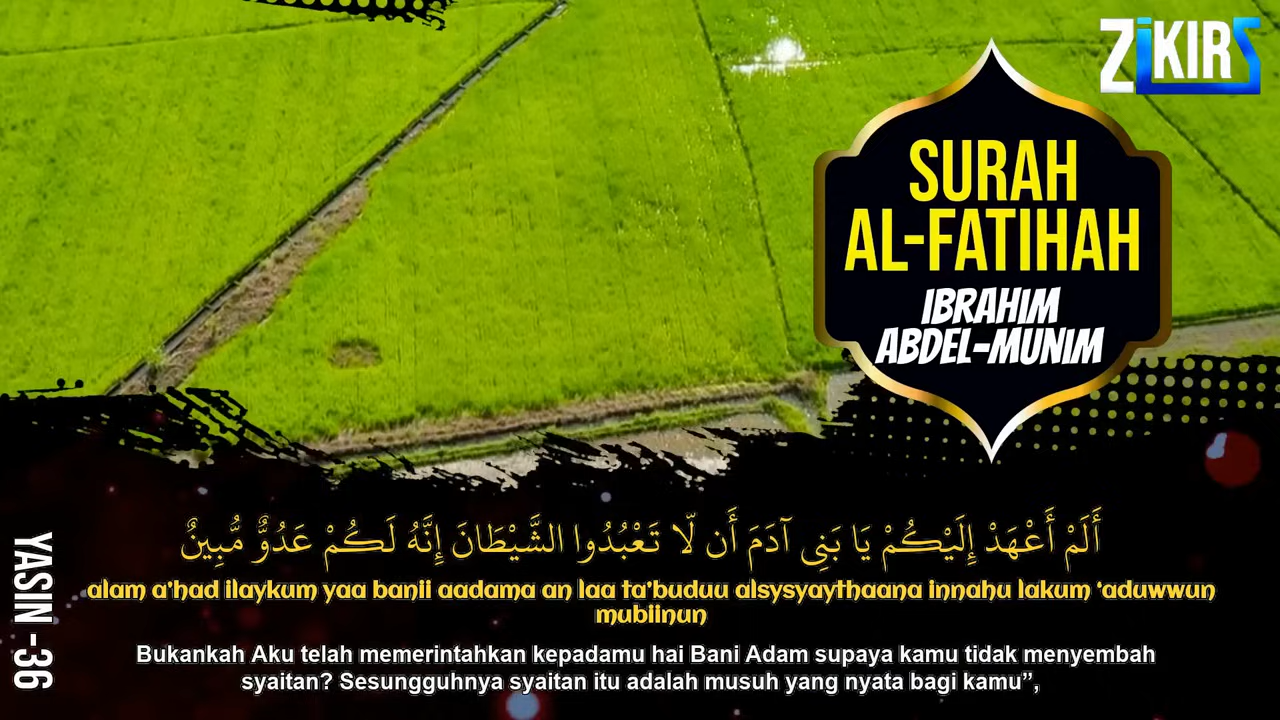 ZiKIRS
SURAH
AL-FATIHAH
IBRAHIM
ABDEL-MUNIM
أَلَمْ أَعْهَدْ إِلَيْكُمْ يَا بَنِى آدَمَ أَن لَّا تَعْبُدُوا الشَّيْطَانَ إِنَّهُ لَكُمْ عَدُوٌّ مُّبِينٌ
alam a'had ilaykum yaa banii aadama an laa ta'buduu alsysyaythaana innahu lakum 'aduwwun
mubiinun
Bukankah Aku telah memerintahkan kepadamu hai Bani Adam supaya kamu tidak menyembah
syaitan? Sesungguhnya syaitan itu adalah musuh yang nyata bagi kamu”,
YASIN -36